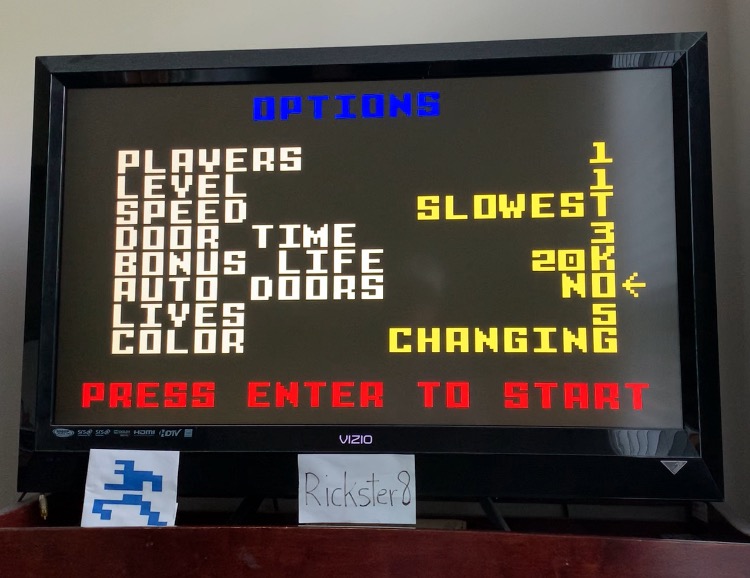 OPTIONS
PLAYERS 1
LEVEL 1
SPEED SLOWEST
DOOR TIME 3
BONUS LIFE 20K
AUTO DOORS NO←
LIVES 5
COLOR CHANGING
PRESS ENTER TO START
HDMI HDTV
VIZIO
Rickster8